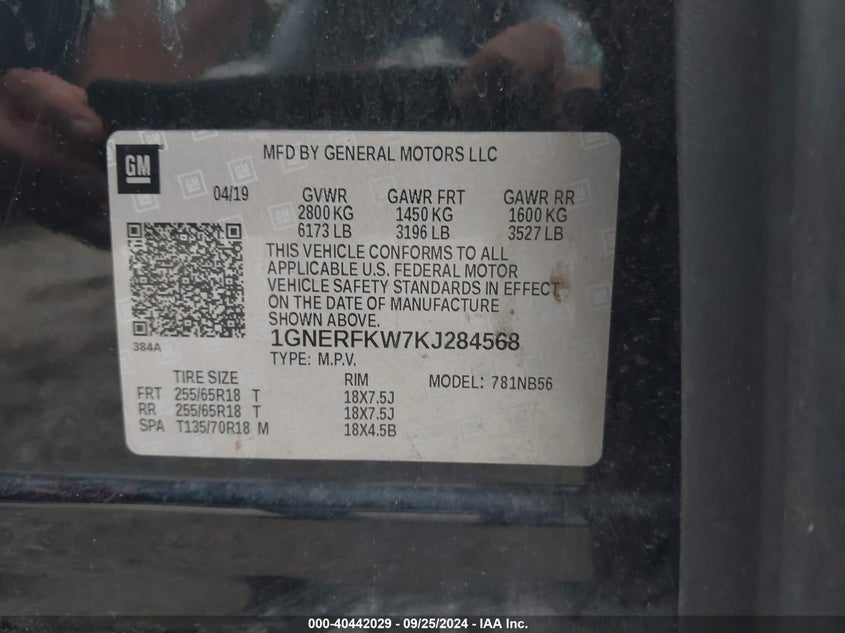 GM
MFD BY GENERAL MOTORS LLC
04/19 GVWR GAWR FRT GAWR RR
2800 KG 1450 KG 1600 KG
6173 LB 3196 LB 3527 LB
THIS VEHICLE CONFORMS TO ALL
APPLICABLE U.S. FEDERAL MOTOR
VEHICLE SAFETY STANDARDS IN EFFECT
ON THE DATE OF MANUFACTURE
SHOWN ABOVE.
384A
1GNERFKW7KJ284568
TYPE: M.P.V.
TIRE SIZE RIM MODEL: 781NB56
FRT 255/65R18 T 18X7.5J
RR 255/65R18 T 18X7.5J
SPA T135/70R18 M 18X4.5B
000-40442029 - 09/25/2024 - IAA Inc.